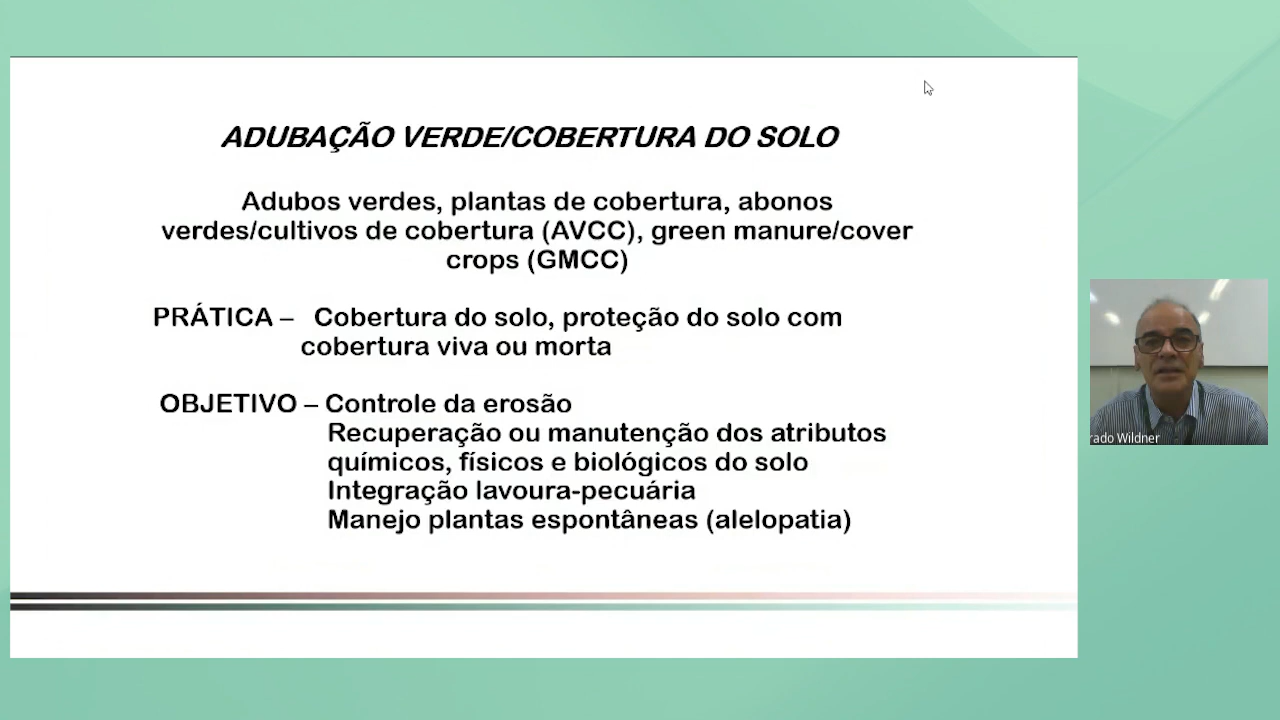 ADUBAÇÃO VERDE/COBERTURA DO SOLO
Adubos verdes, plantas de cobertura, abonos
verdes/cultivos de cobertura (AVCC), green manure/cover
crops (GMCC)
PRÁTICA – Cobertura do solo, proteção do solo com
cobertura viva ou morta
OBJETIVO – Controle da erosão
Recuperação ou manutenção dos atributos
químicos, físicos e biológicos do solo
Integração lavoura-pecuária
Manejo plantas espontâneas (alelopatia)
rado Wildner